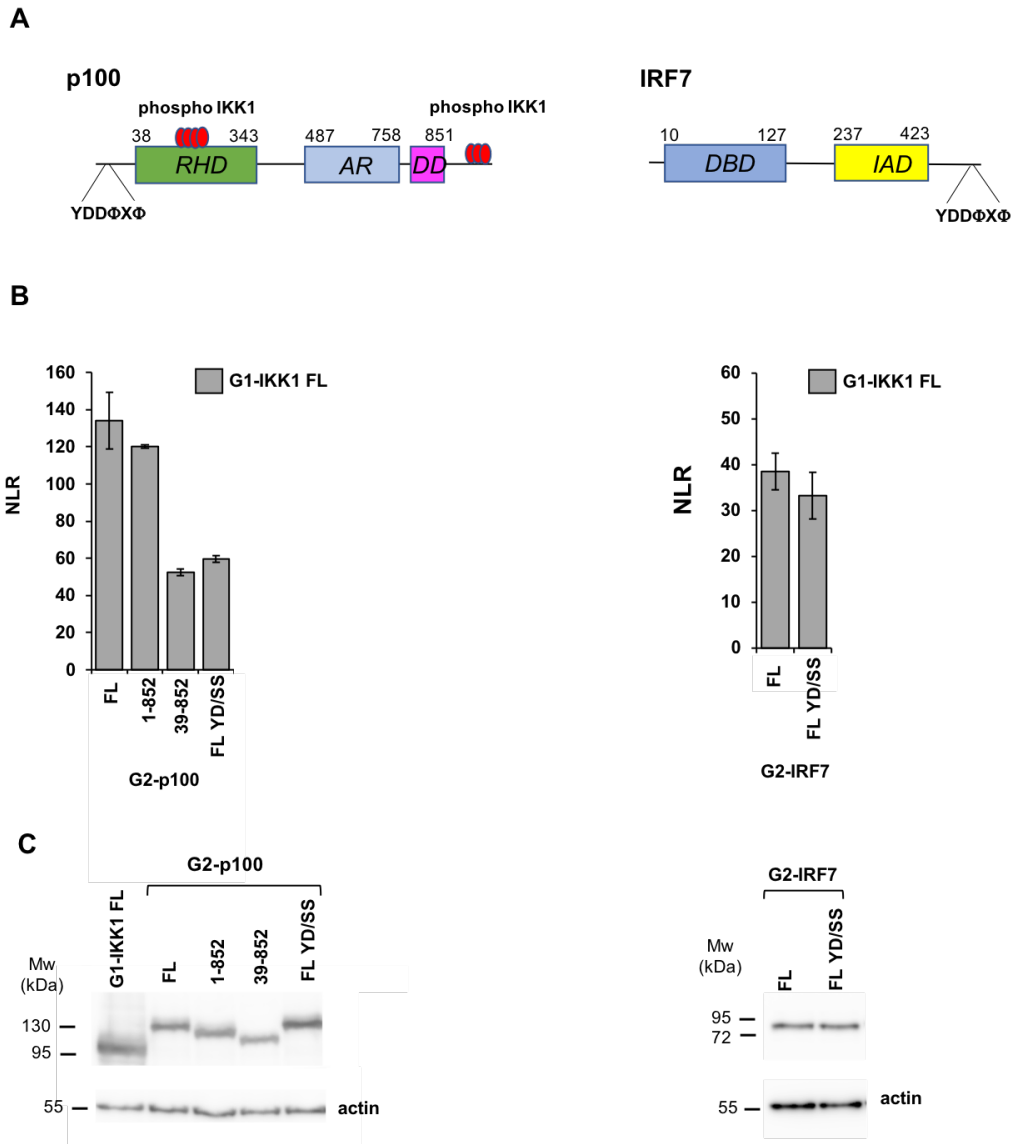 A
p100
IRF7
phospho IKK1
phospho IKK1
38 343 487 758 851
10 127 237 423
RHD AR DD
DBD IAD
YDDΦXΦ
YDDΦXΦ
B
160
140
120
100
80
60
40
20
0
NLR
G1-IKK1 FL
FL
1-852
39-852
FL YD/SS
G2-p100
60
50
40
30
20
10
0
NLR
G1-IKK1 FL
FL
FL YD/SS
G2-IRF7
C
G2-p100
G1-IKK1 FL
FL
1-852
39-852
FL YD/SS
Mw
(kDa)
130
95
55
actin
G2-IRF7
FL
FL YD/SS
Mw
(kDa)
95
72
55
actin